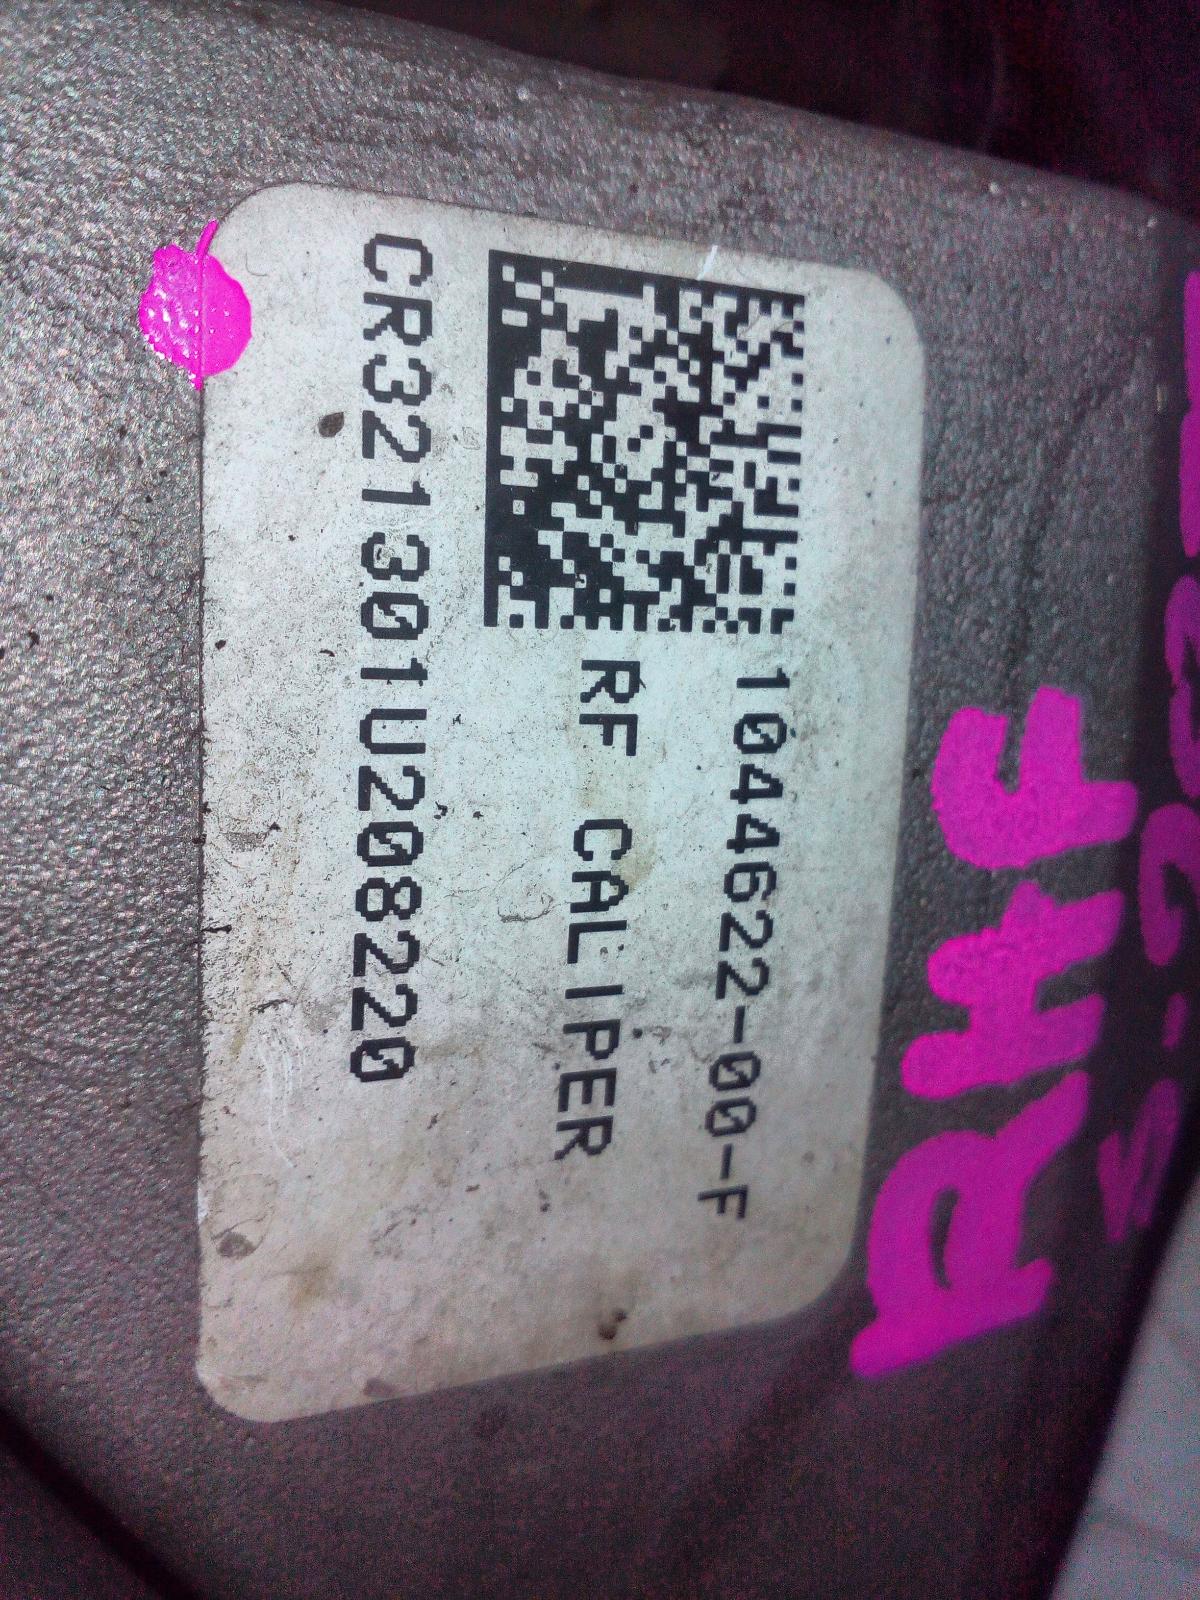 1044622-00-F
RF CALIPER
CR321301U208220
RHF